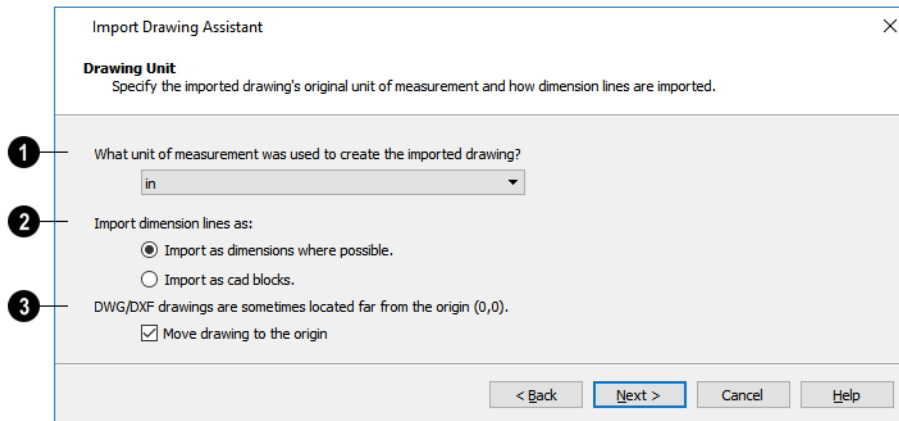 Import Drawing Assistant
Drawing Unit
Specify the imported drawing's original unit of measurement and how dimension lines are imported.
1
What unit of measurement was used to create the imported drawing?
in
2
Import dimension lines as:
Import as dimensions where possible.
Import as cad blocks.
3
DWG/DXF drawings are sometimes located far from the origin (0,0).
Move drawing to the origin
< Back Next > Cancel Help